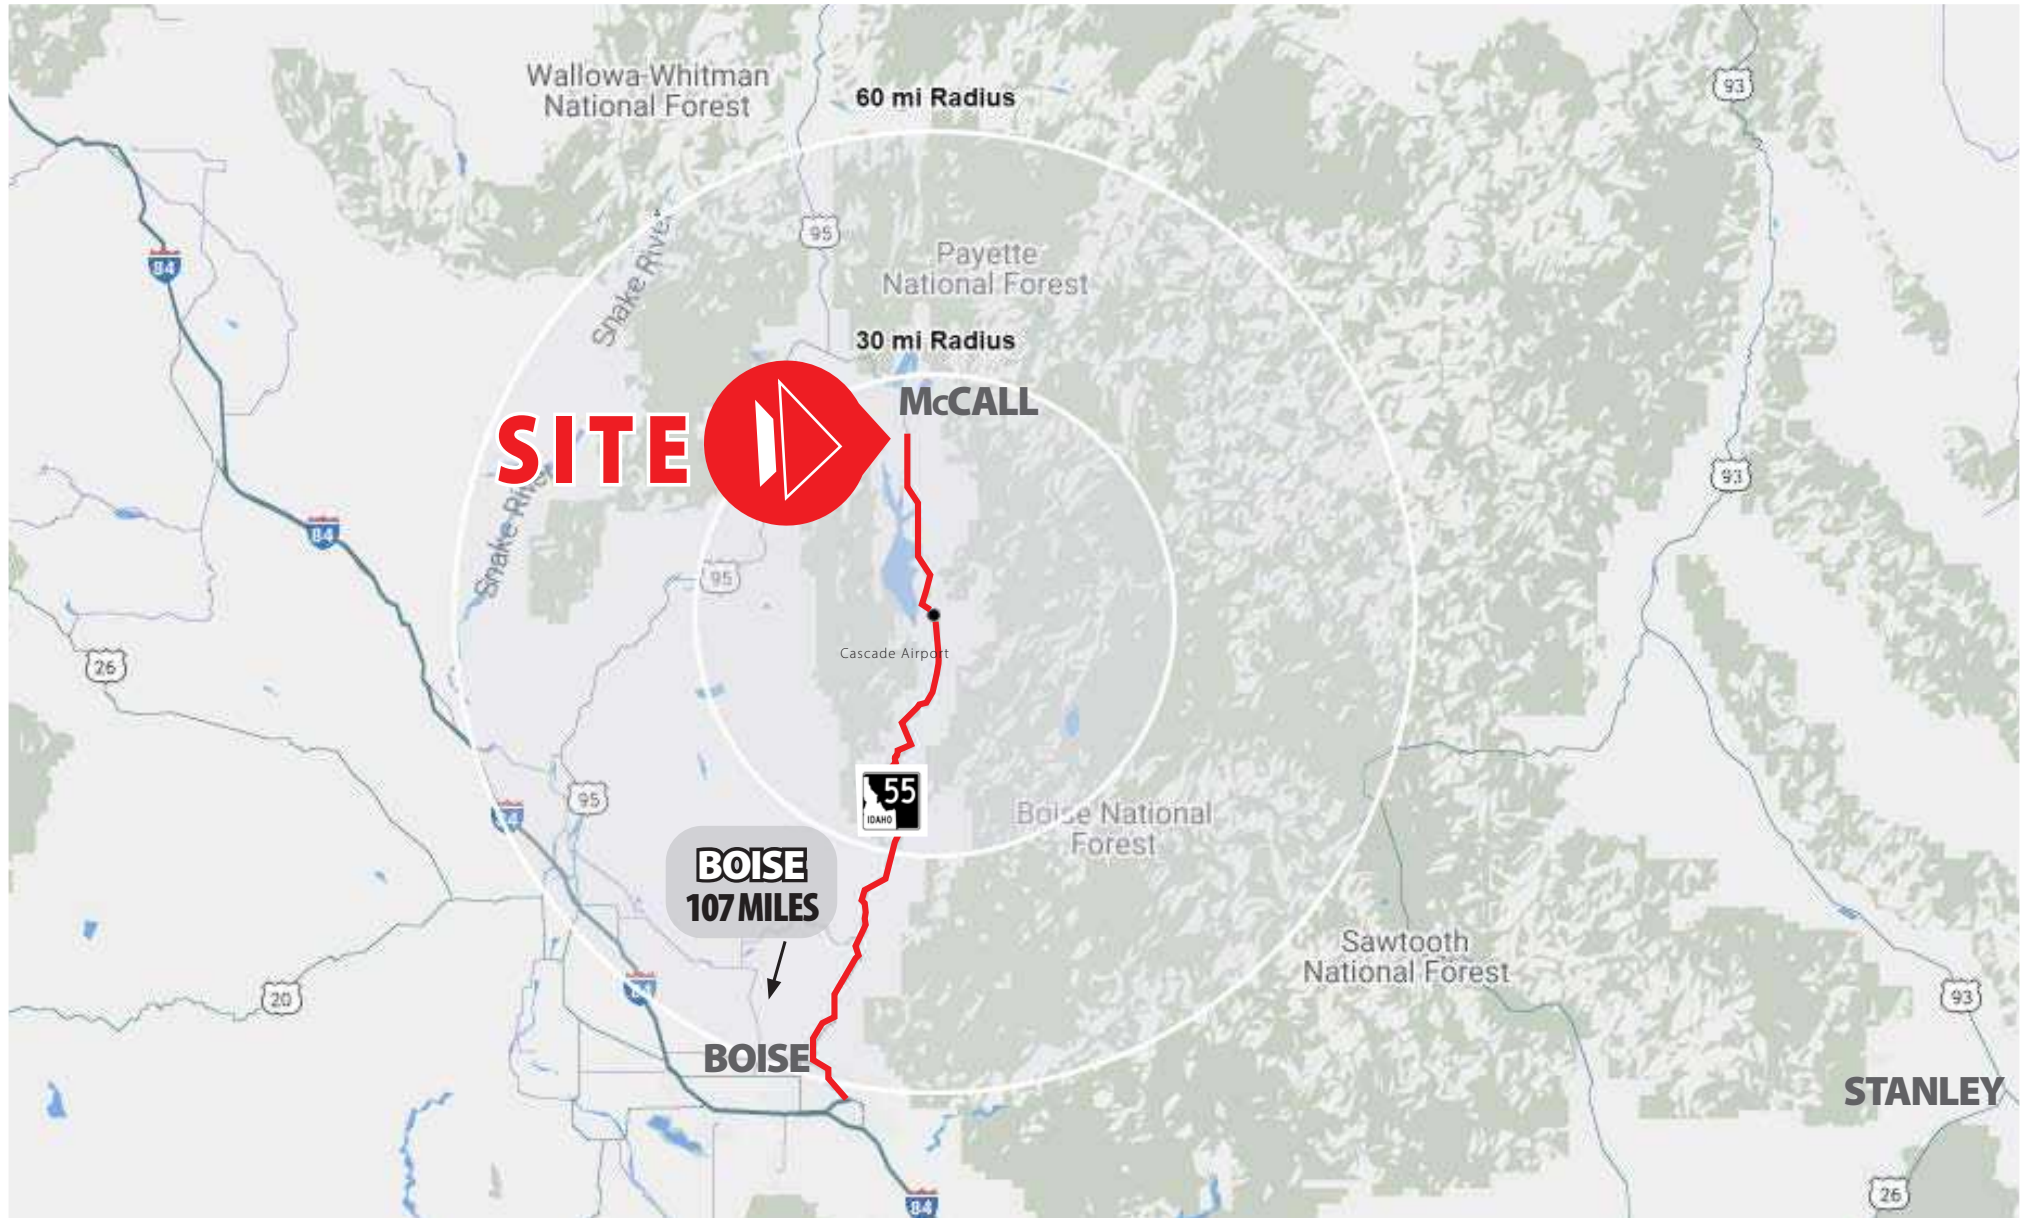 Wallowa-Whitman
National Forest
60 mi Radius
93
95
Snake River
Payette
National Forest
84
30 mi Radius
McCALL
SITE
93
Snake River
84
95
26
Cascade Airport
55
IDAHO
95
84
Boise National
Forest
BOISE
107 MILES
Sawtooth
National Forest
84
20
93
BOISE
STANLEY
26
84